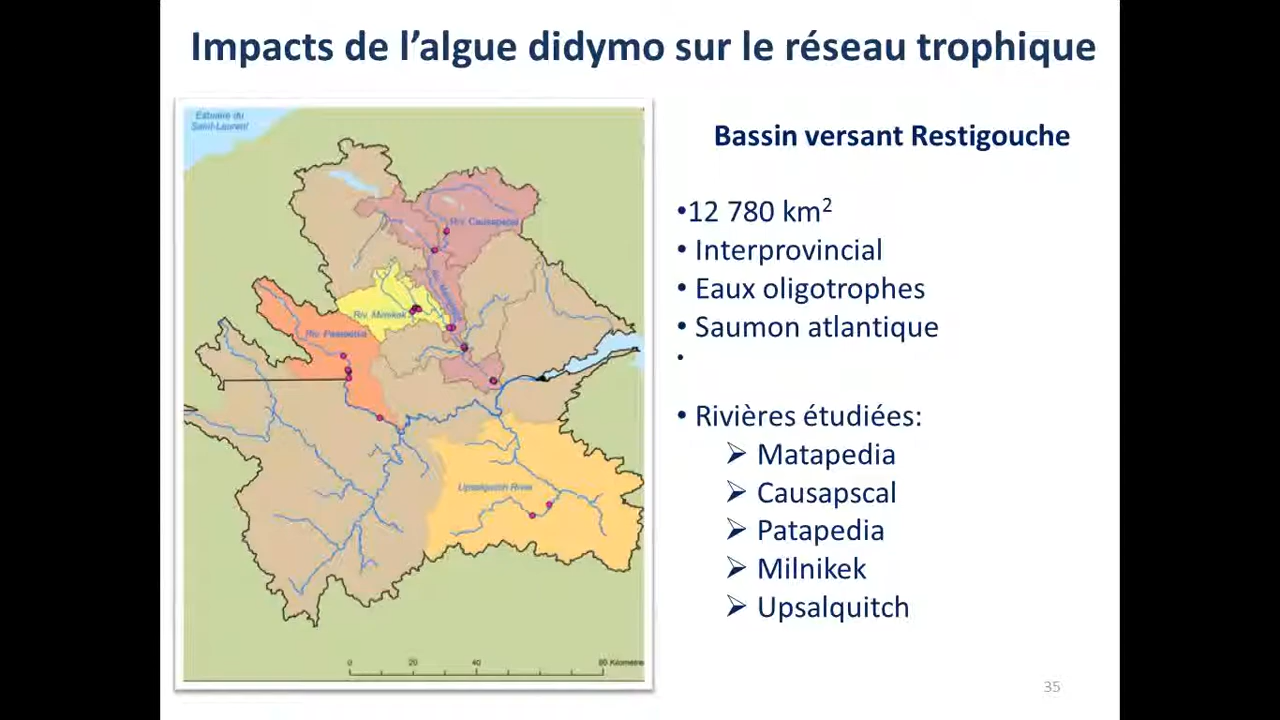 Impacts de l’algue didymo sur le réseau trophique
Estuaire du
Saint-Laurent
Riv. Causapscal
Riv. Milnikek
Riv. Patapedia
Upsalquitch River
0 20 40 80 Kilometre
Bassin versant Restigouche
•12 780 km²
• Interprovincial
• Eaux oligotrophes
• Saumon atlantique
•
• Rivières étudiées:
➢ Matapedia
➢ Causapscal
➢ Patapedia
➢ Milnikek
➢ Upsalquitch
35